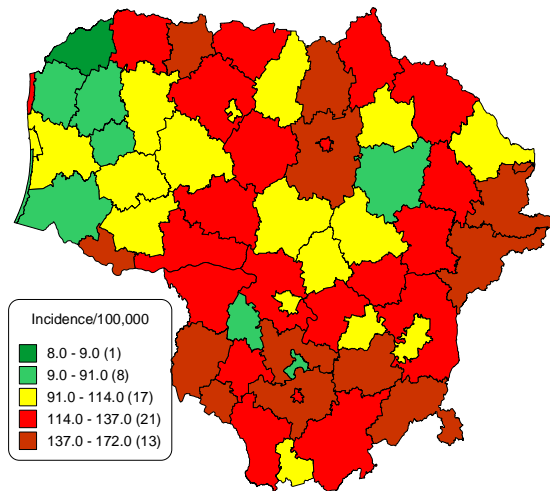 Incidence/100,000
8.0 - 9.0 (1)
9.0 - 91.0 (8)
91.0 - 114.0 (17)
114.0 - 137.0 (21)
137.0 - 172.0 (13)